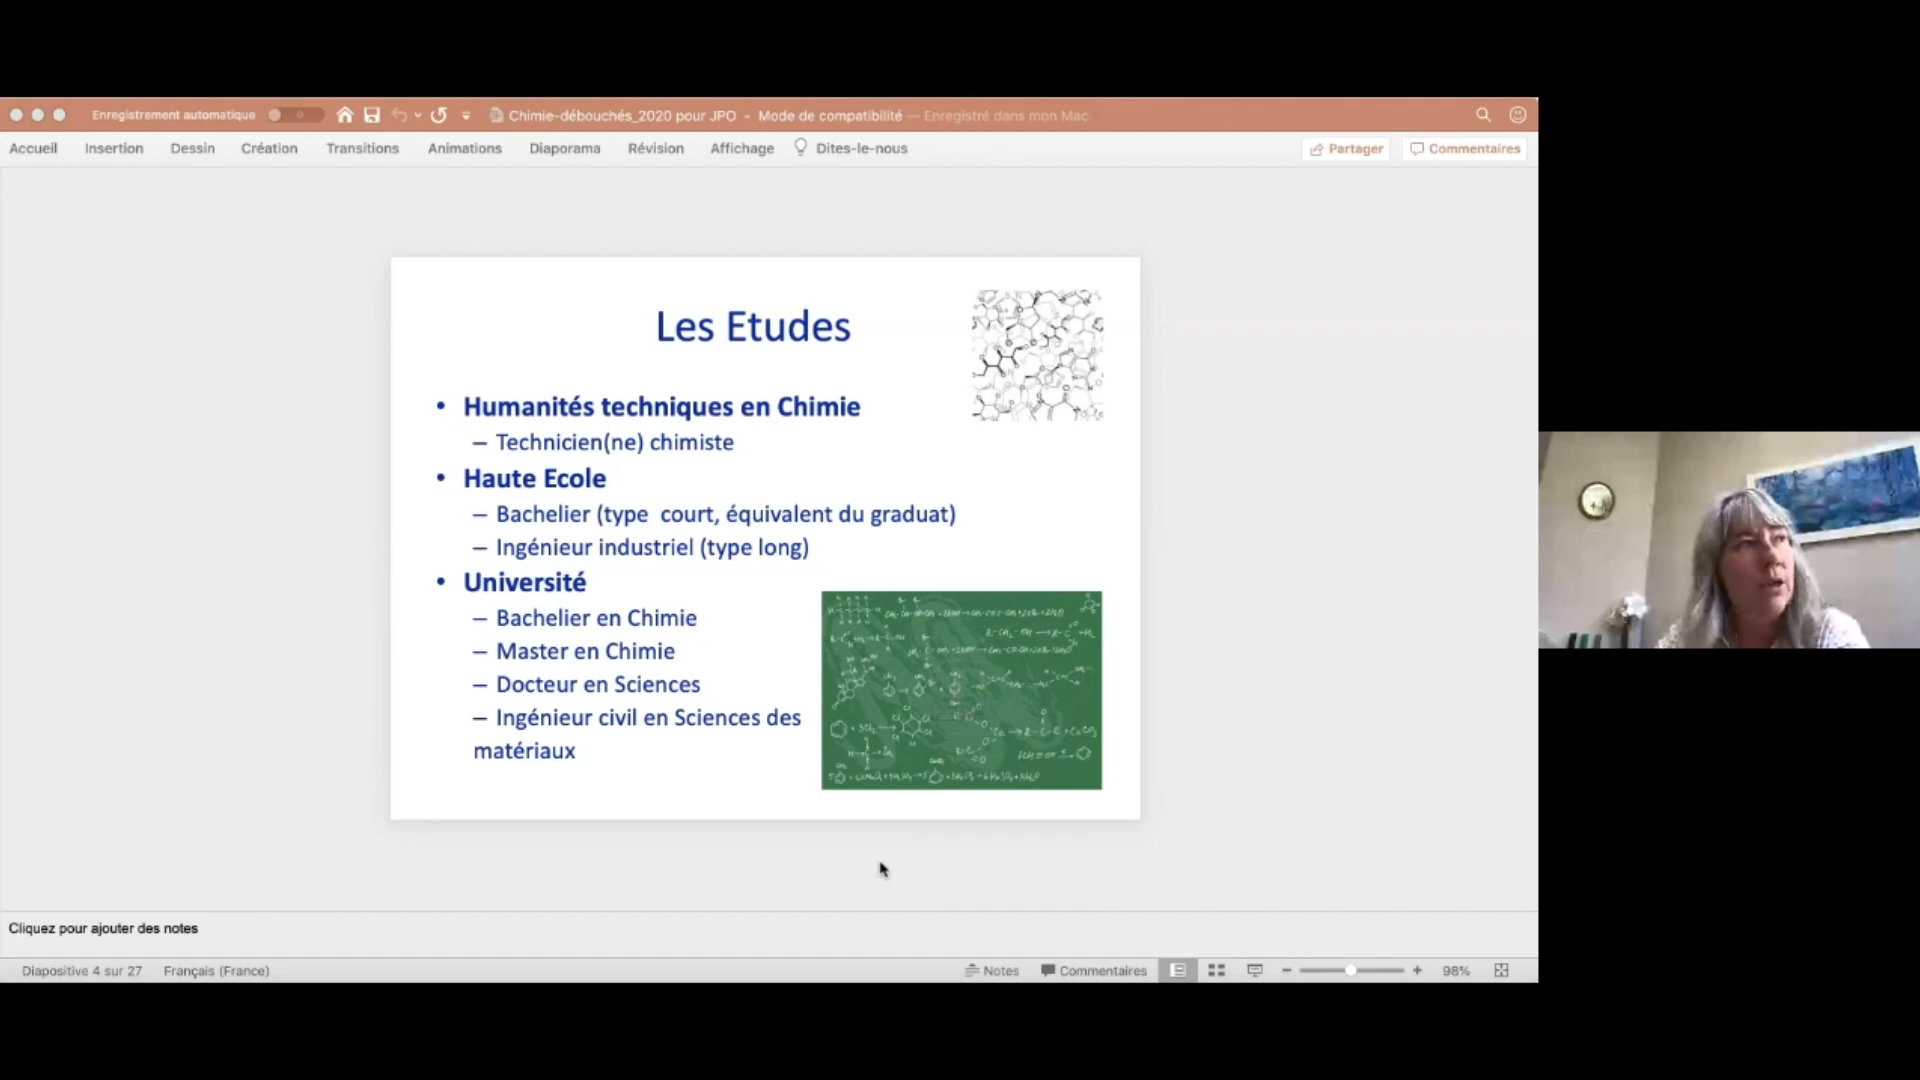 Enregistrement automatique
Chimie-débouchés_2020 pour JPO - Mode de compatibilité — Enregistré dans mon Mac
Accueil Insertion Dessin Création Transitions Animations Diaporama Révision Affichage Dites-le-nous Partager Commentaires
Les Etudes
• Humanités techniques en Chimie
– Technicien(ne) chimiste
• Haute Ecole
– Bachelier (type court, équivalent du graduat)
– Ingénieur industriel (type long)
• Université
– Bachelier en Chimie
– Master en Chimie
– Docteur en Sciences
– Ingénieur civil en Sciences des
matériaux
Cliquez pour ajouter des notes
Diapositive 4 sur 27 Français (France) Notes Commentaires 98%